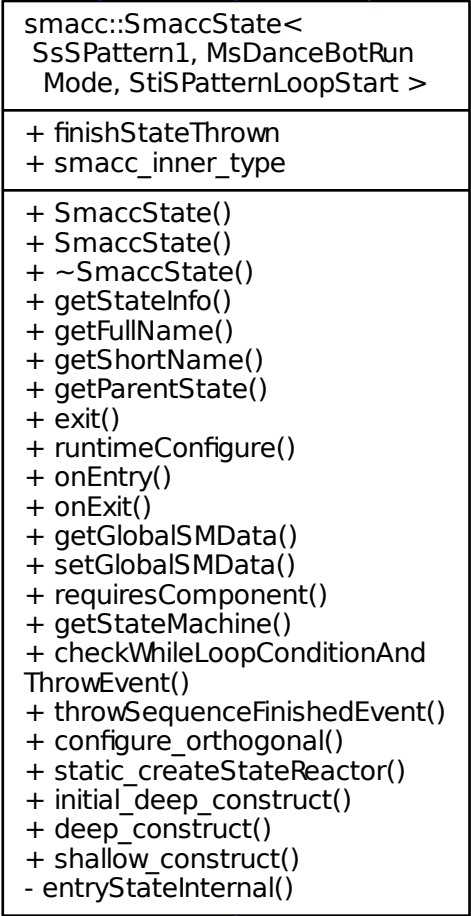 smacc::SmaccState<
SsSPattern1, MsDanceBotRun
Mode, StiSPatternLoopStart >
+ finishStateThrown
+ smacc_inner_type
+ SmaccState()
+ SmaccState()
+ ~SmaccState()
+ getStateInfo()
+ getFullName()
+ getShortName()
+ getParentState()
+ exit()
+ runtimeConfigure()
+ onEntry()
+ onExit()
+ getGlobalSMData()
+ setGlobalSMData()
+ requiresComponent()
+ getStateMachine()
+ checkWhileLoopConditionAnd
ThrowEvent()
+ throwSequenceFinishedEvent()
+ configure_orthogonal()
+ static_createStateReactor()
+ initial_deep_construct()
+ deep_construct()
+ shallow_construct()
- entryStateInternal()